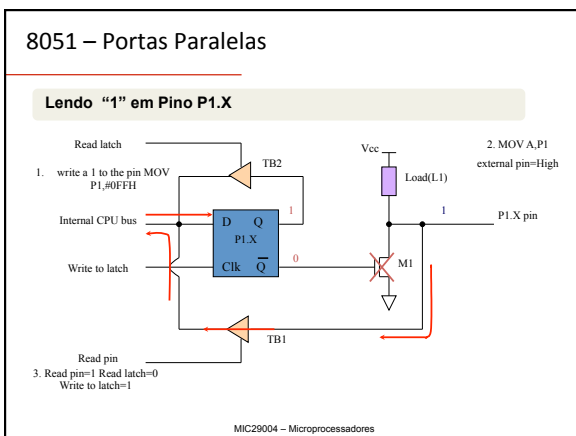 8051 – Portas Paralelas
Lendo “1” em Pino P1.X
Read latch
Vcc
2. MOV A,P1
external pin=High
TB2
1. write a 1 to the pin MOV
P1,#0FFH
Load(L1)
Internal CPU bus
D Q
1
1
P1.X pin
P1.X
Write to latch
Clk Q
0
M1
TB1
Read pin
3. Read pin=1 Read latch=0
Write to latch=1
MIC29004 – Microprocessadores